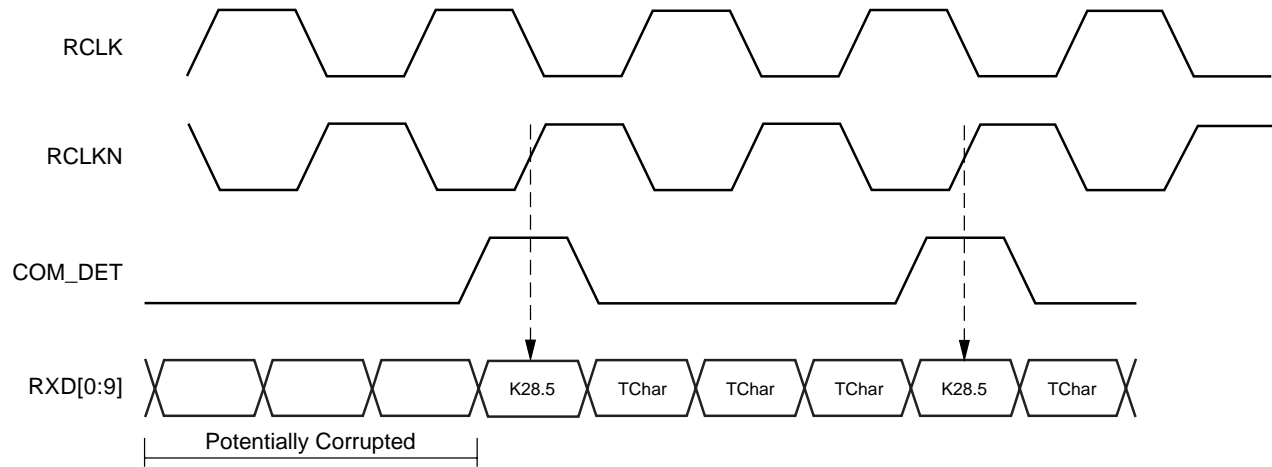 RCLK
RCLKN
COM_DET
RXD[0:9]
K28.5 TChar TChar TChar K28.5 TChar
Potentially Corrupted